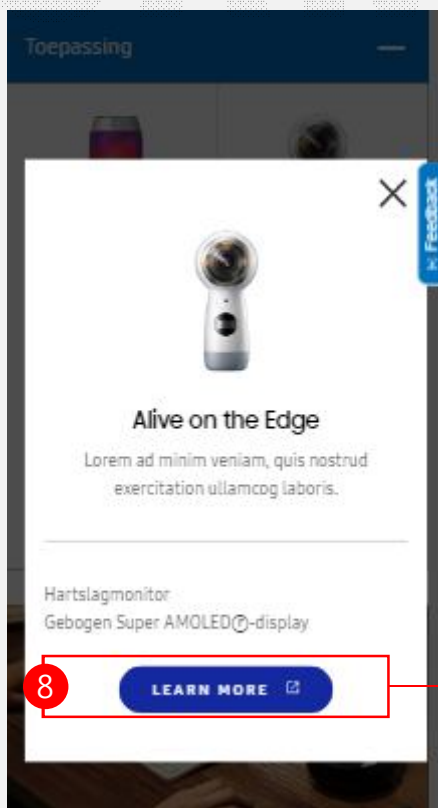 Toepassing
Feedback
Alive on the Edge
Lorem ad minim veniam, quis nostrud
exercitation ullamcog laboris.
Hartslagmonitor
Gebogen Super AMOLEDⓇ-display
8
LEARN MORE